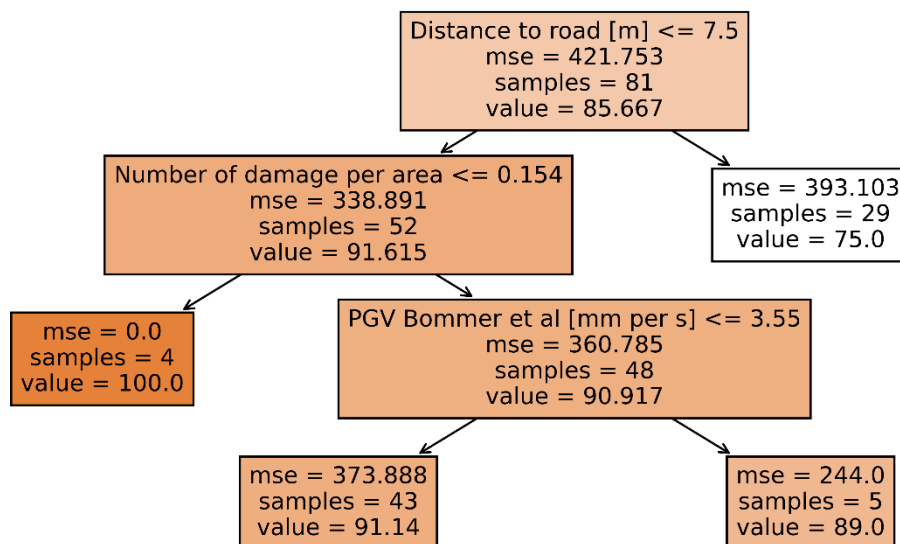 Distance to road [m] <= 7.5
mse = 421.753
samples = 81
value = 85.667
Number of damage per area <= 0.154
mse = 338.891
samples = 52
value = 91.615
mse = 393.103
samples = 29
value = 75.0
mse = 0.0
samples = 4
value = 100.0
PGV Bommer et al [mm per s] <= 3.55
mse = 360.785
samples = 48
value = 90.917
mse = 373.888
samples = 43
value = 91.14
mse = 244.0
samples = 5
value = 89.0